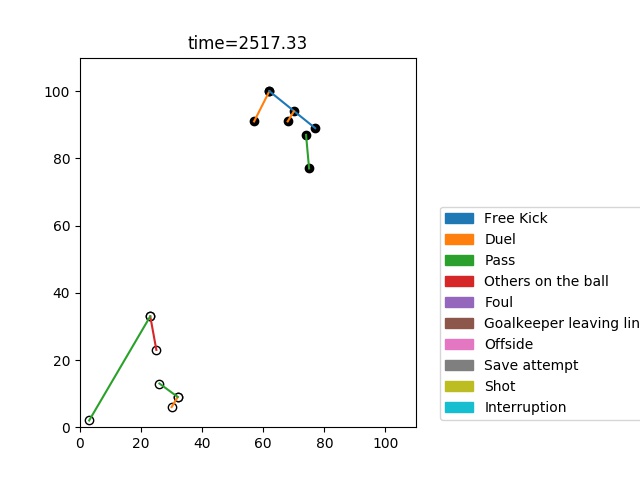 time=2517.33
100
80
60
40
20
0
0 20 40 60 80 100
Free Kick
Duel
Pass
Others on the ball
Foul
Goalkeeper leaving lin
Offside
Save attempt
Shot
Interruption